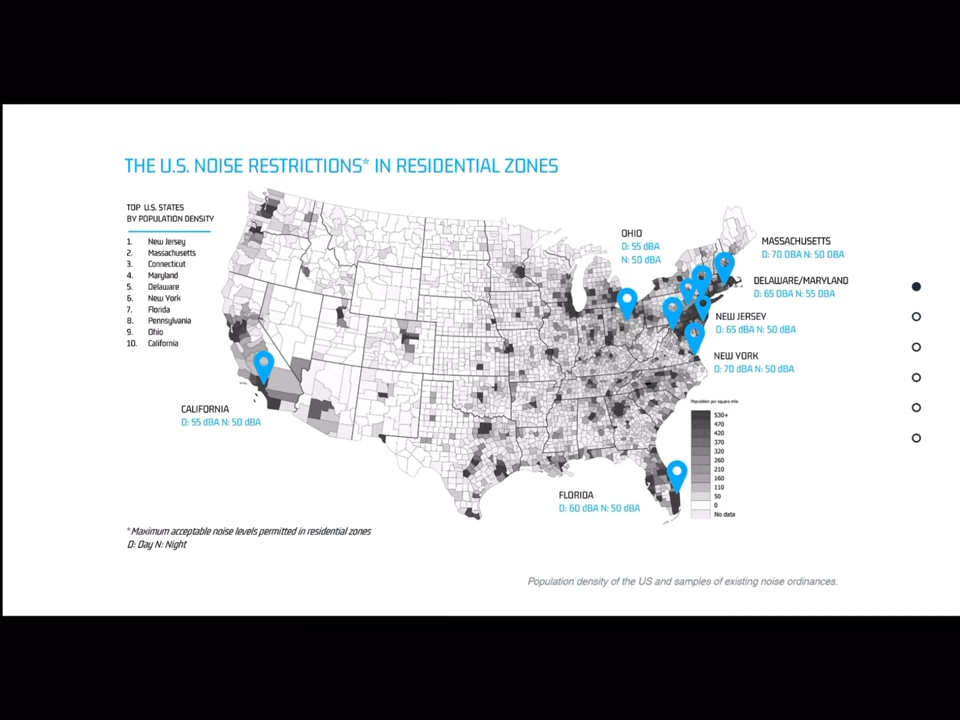 THE U.S. NOISE RESTRICTIONS* IN RESIDENTIAL ZONES
TOP U.S. STATES
BY POPULATION DENSITY
1. New Jersey
2. Massachusetts
3. Connecticut
4. Maryland
5. Delaware
6. New York
7. Florida
8. Pennsylvania
9. Ohio
10. California
OHIO
D: 55 dBA
N: 50 dBA
MASSACHUSETTS
D: 70 DBA N: 50 DBA
DELAWARE/MARYLAND
D: 65 DBA N: 55 DBA
NEW JERSEY
D: 65 dBA N: 50 dBA
NEW YORK
D: 70 dBA N: 50 dBA
CALIFORNIA
D: 55 dBA N: 50 dBA
FLORIDA
D: 60 dBA N: 50 dBA
Population per square mile
530+
470
420
370
320
260
210
160
110
50
0
No data
* Maximum acceptable noise levels permitted in residential zones
D: Day N: Night
Population density of the US and samples of existing noise ordinances.